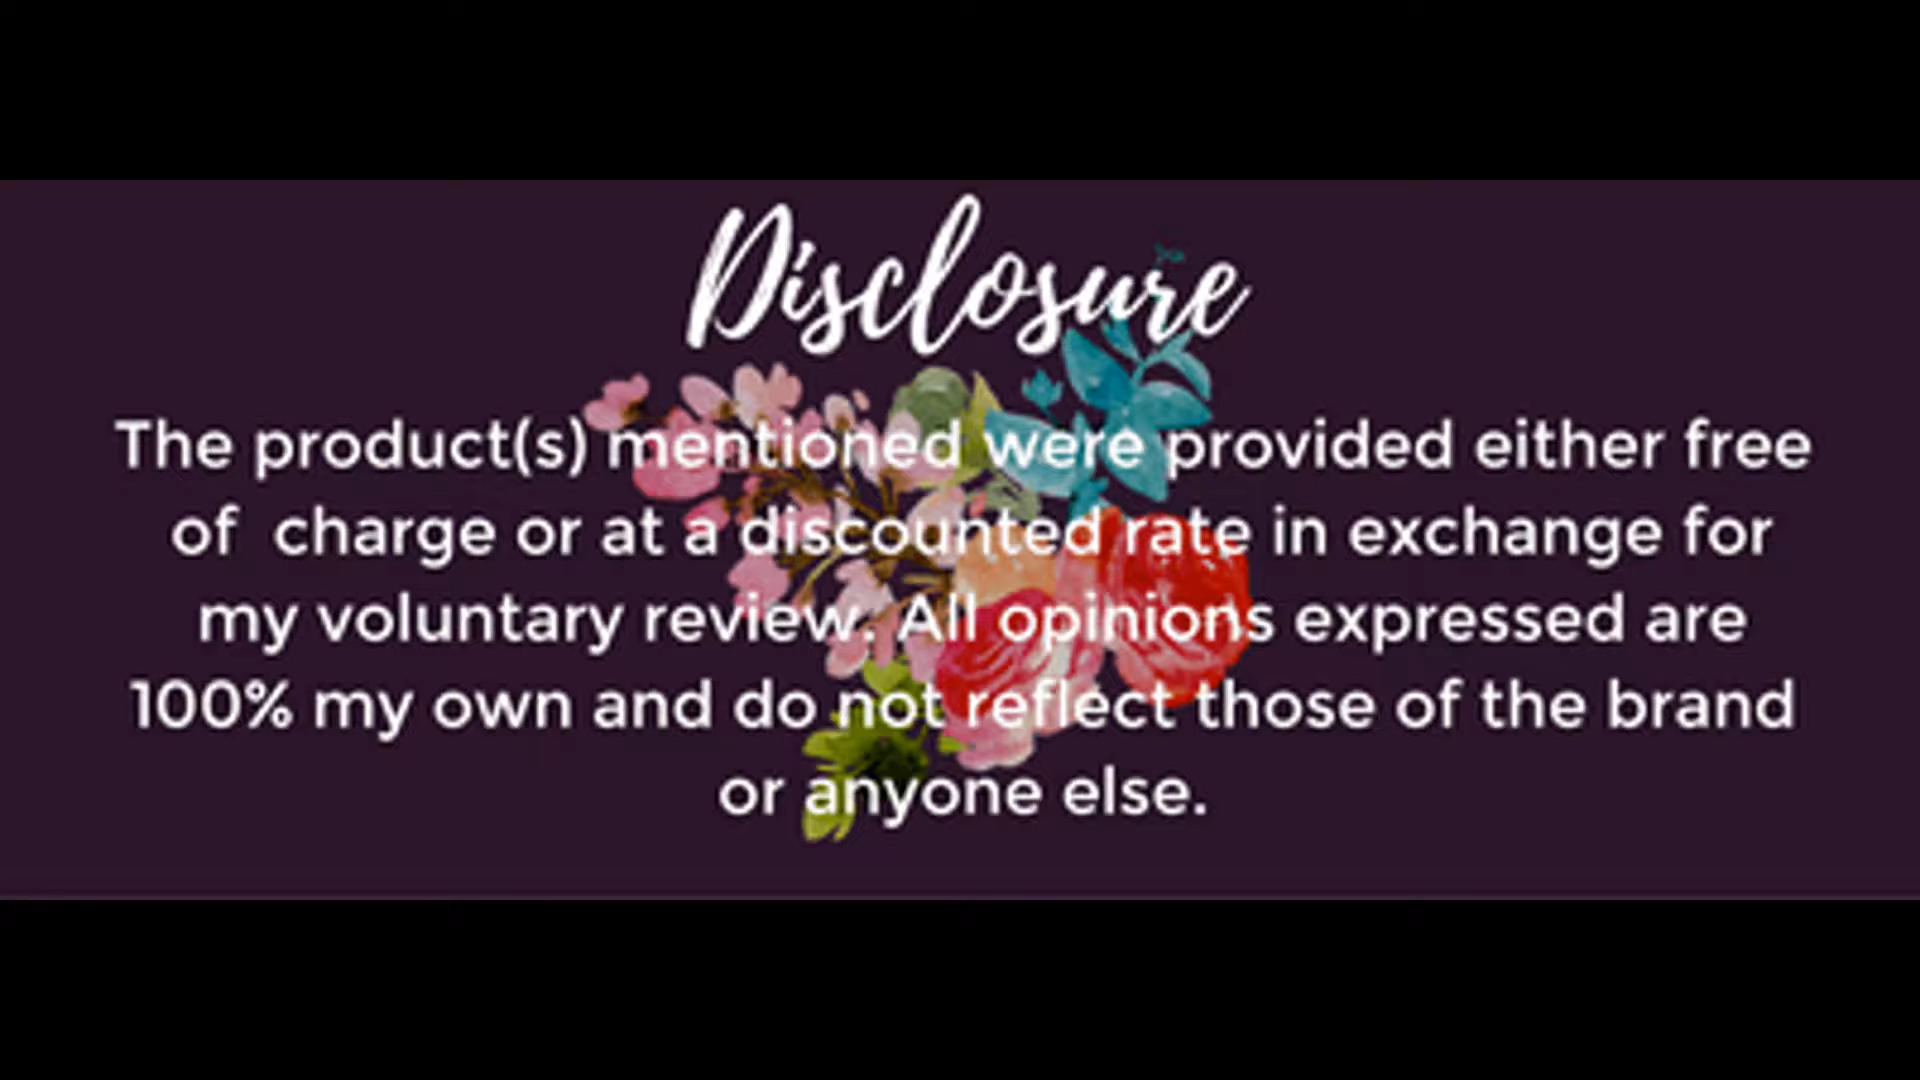 Disclosure
The product(s) mentioned were provided either free
of charge or at a discounted rate in exchange for
my voluntary review. All opinions expressed are
100% my own and do not reflect those of the brand
or anyone else.